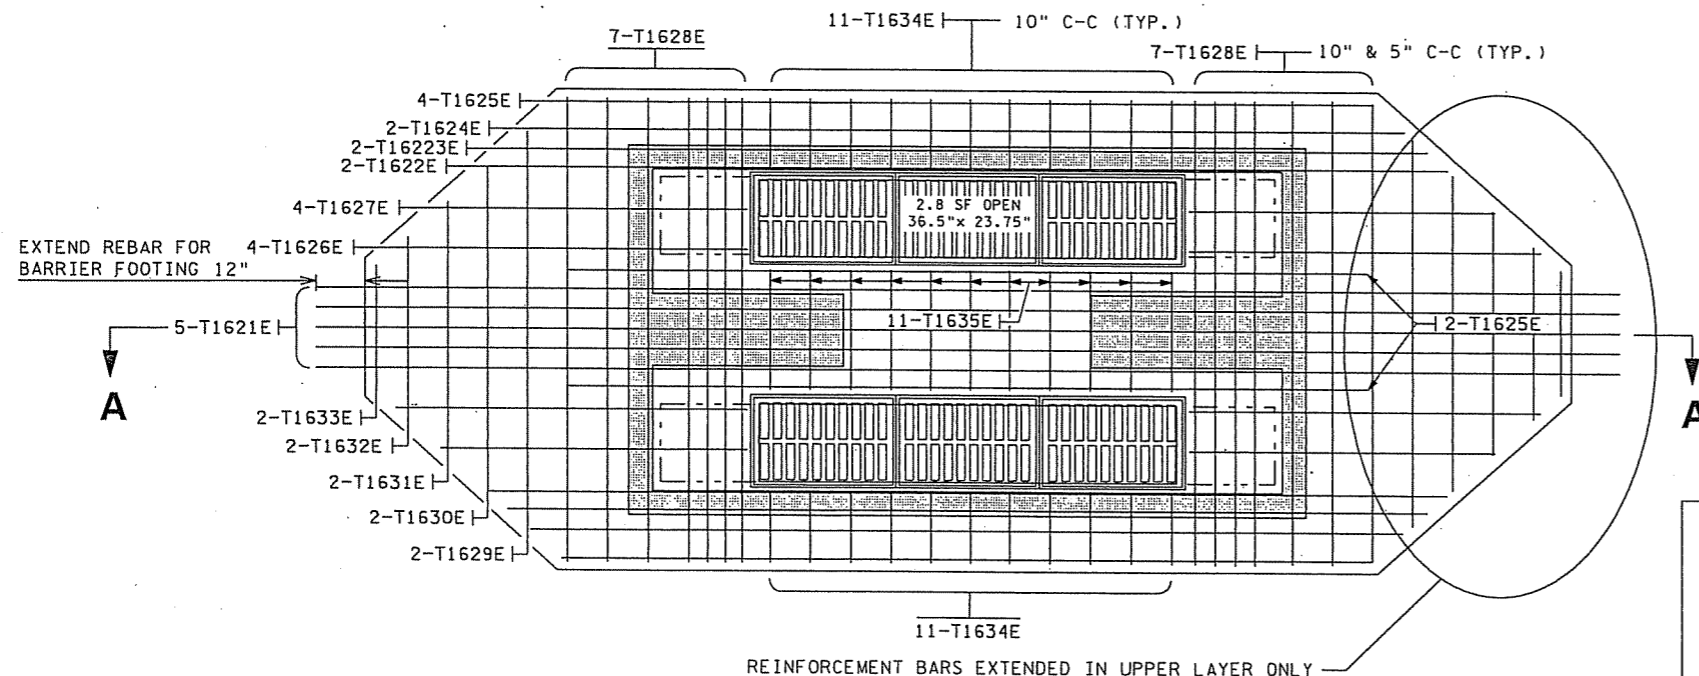 11-T1634E 10" C-C (TYP.)
7-T1628E
7-T1628E 10" & 5" C-C (TYP.)
4-T1625E
2-T1624E
2-T16223E
2-T1622E
4-T1627E
2.8 SF OPEN
36.5"x 23.75"
4-T1626E
EXTEND REBAR FOR
BARRIER FOOTING 12"
5-T1621E
11-T1635E
2-T1625E
A
A
2-T1633E
2-T1632E
2-T1631E
2-T1630E
2-T1629E
11-T1634E
REINFORCEMENT BARS EXTENDED IN UPPER LAYER ONLY